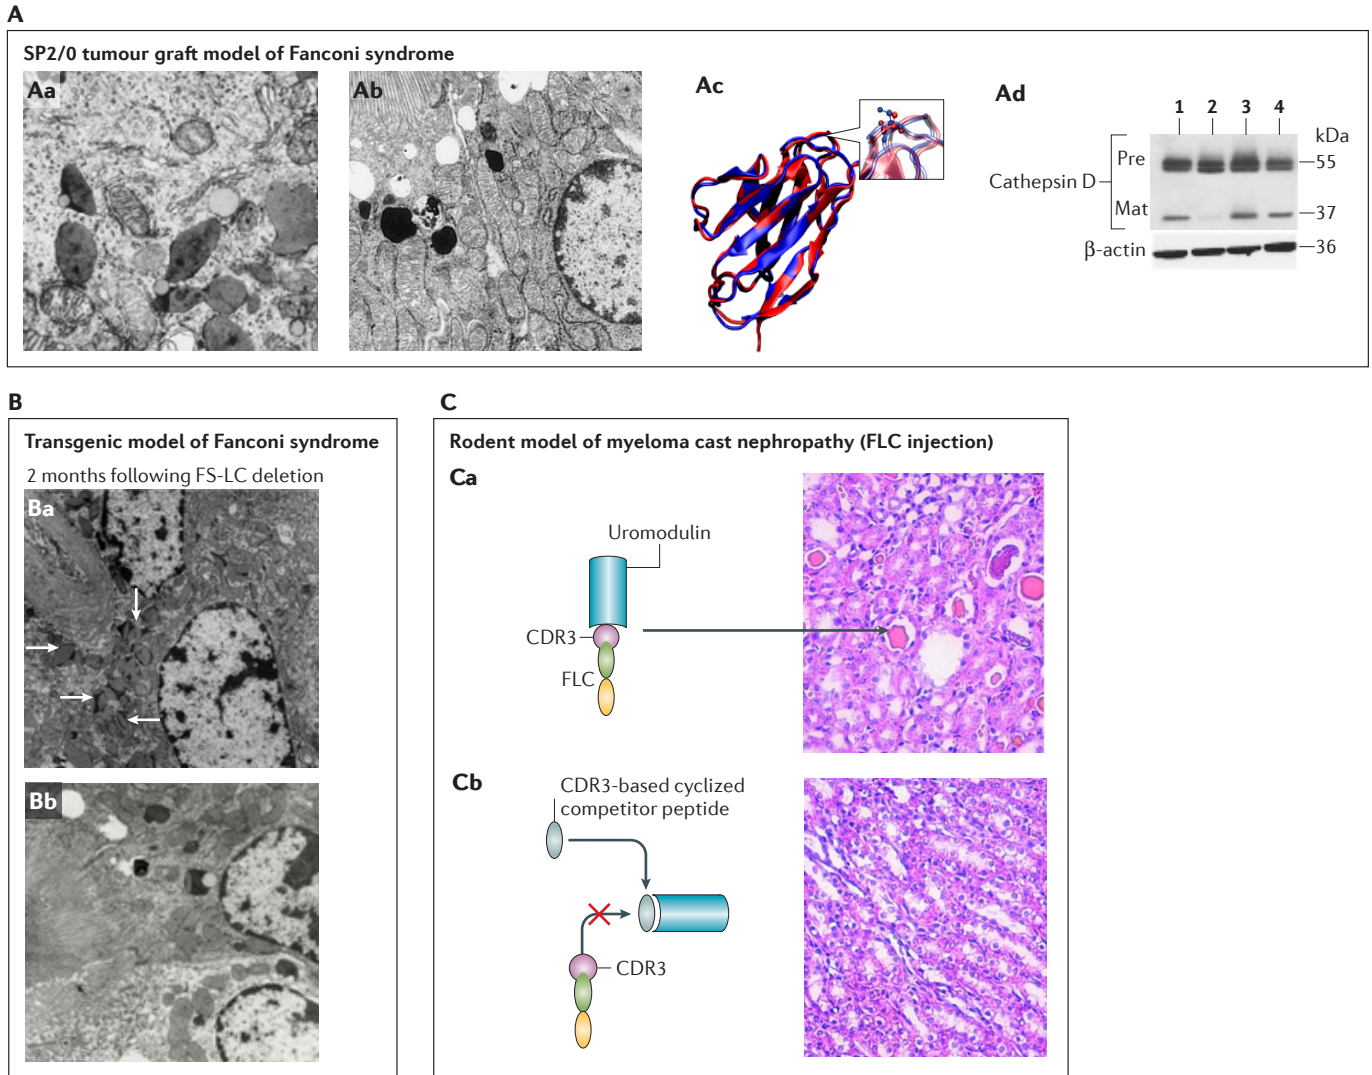 A
SP2/0 tumour graft model of Fanconi syndrome
Aa
Ab
Ac
Ad
1 2 3 4
kDa
Cathepsin D
Pre
55
Mat
37
β-actin
36
B
Transgenic model of Fanconi syndrome
2 months following FS-LC deletion
Ba
Bb
C
Rodent model of myeloma cast nephropathy (FLC injection)
Ca
Uromodulin
CDR3
FLC
Cb
CDR3-based cyclized
competitor peptide
CDR3